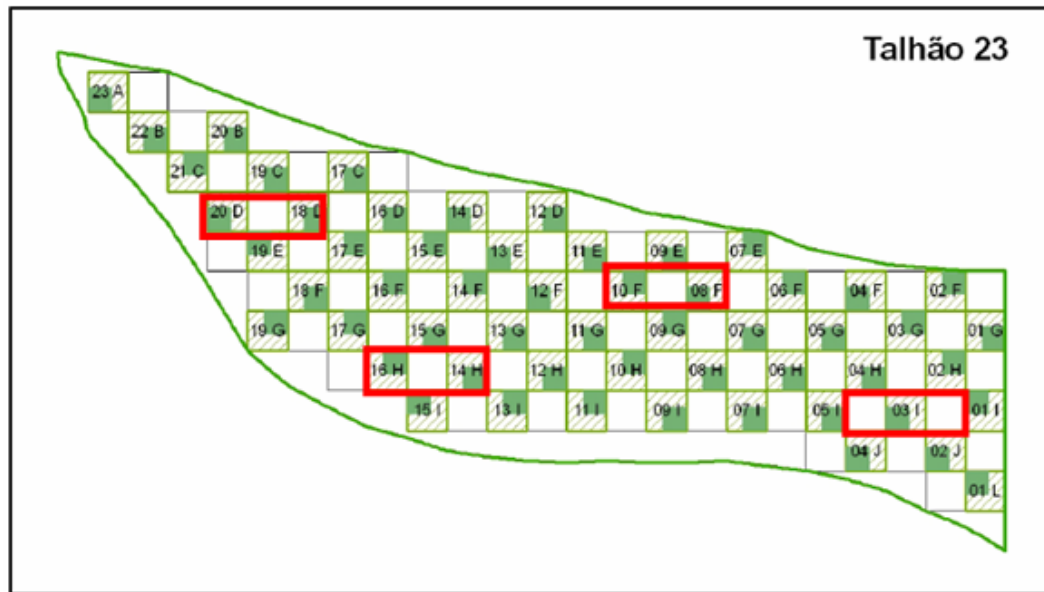 Talhão 23
23 A
22 B 20 B
21 C 19 C 17 C
20 D 18 D 16 D 14 D 12 D
19 E 17 E 15 E 13 E 11 E 09 E 07 E
18 F 16 F 14 F 12 F 10 F 08 F 06 F 04 F 02 F
19 G 17 G 15 G 13 G 11 G 09 G 07 G 05 G 03 G 01 G
16 H 14 H 12 H 10 H 08 H 06 H 04 H 02 H
15 I 13 I 11 I 09 I 07 I 05 I 03 I 01 I
04 J 02 J
01 L